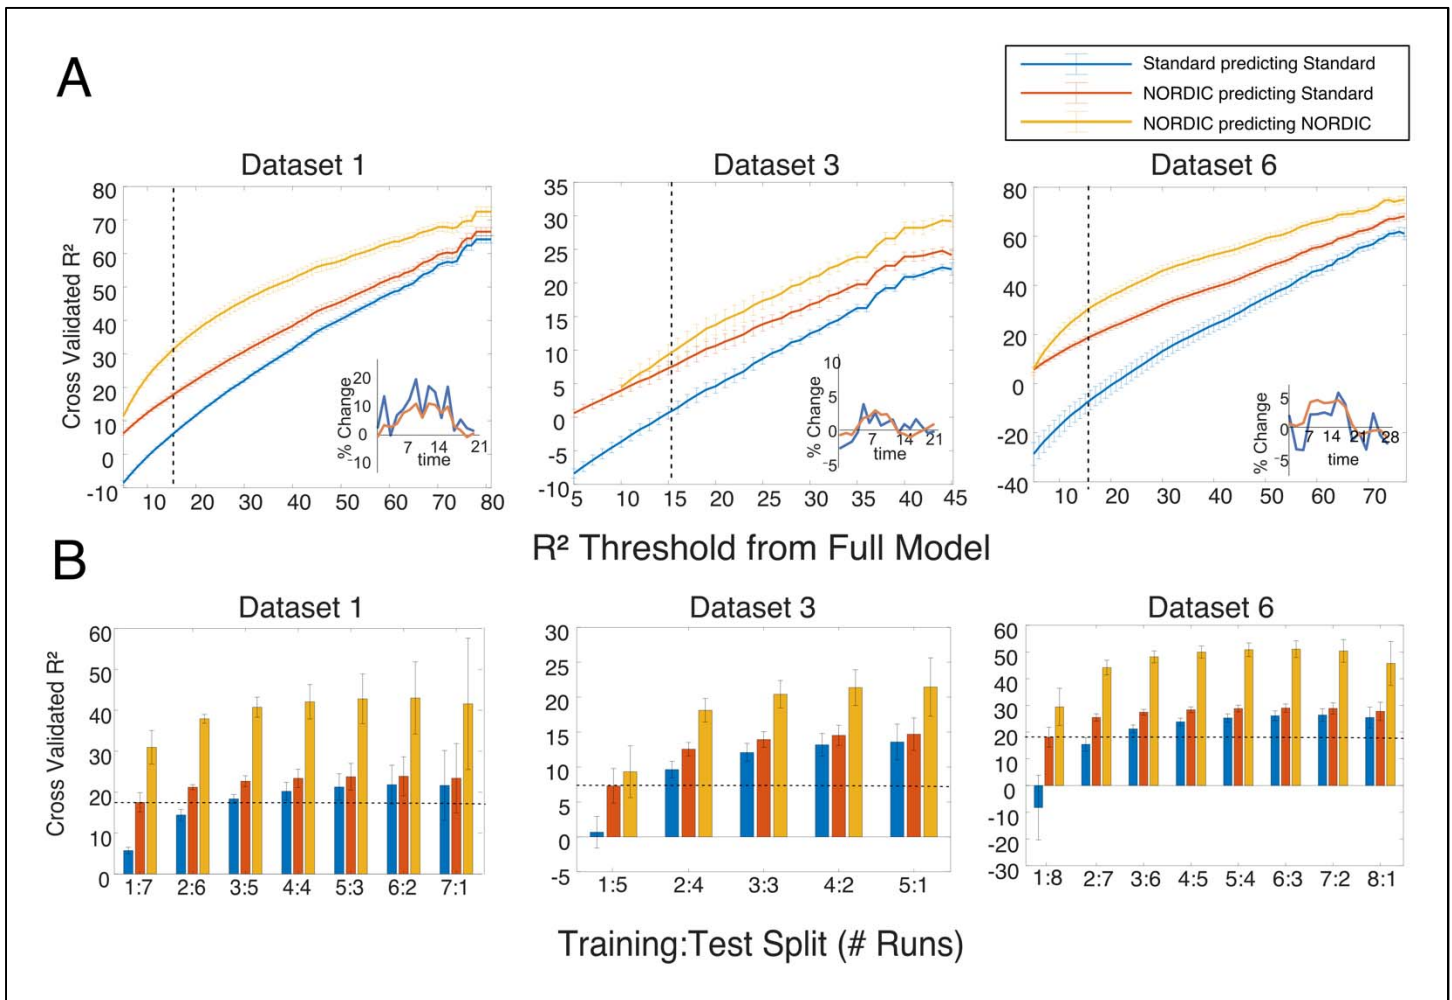 A
Standard predicting Standard
NORDIC predicting Standard
NORDIC predicting NORDIC
Dataset 1
Dataset 3
Dataset 6
Cross Validated R²
80
70
60
50
40
30
20
10
0
-10
10 20 30 40 50 60 70 80
% Change
20
10
0
-10
7 14 21
time
35
30
25
20
15
10
5
0
-5
-10
5 10 15 20 25 30 35 40 45
% Change
10
5
0
-5
7 14 21
time
80
60
40
20
0
-20
-40
10 20 30 40 50 60 70
% Change
5
0
-5
7 14 21 28
time
R² Threshold from Full Model
B
Dataset 1
Dataset 3
Dataset 6
Cross Validated R²
60
50
40
30
20
10
0
1:7 2:6 3:5 4:4 5:3 6:2 7:1
30
25
20
15
10
5
0
-5
1:5 2:4 3:3 4:2 5:1
60
50
40
30
20
10
0
-10
-20
-30
1:8 2:7 3:6 4:5 5:4 6:3 7:2 8:1
Training:Test Split (# Runs)